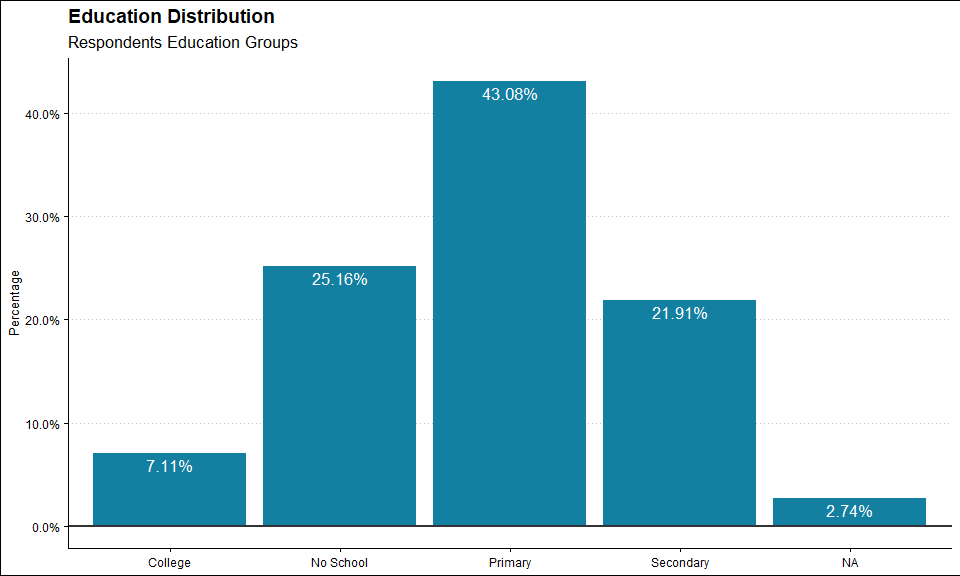 Education Distribution
Respondents Education Groups
Percentage
40.0%
30.0%
20.0%
10.0%
0.0%
7.11%
25.16%
43.08%
21.91%
2.74%
College
No School
Primary
Secondary
NA